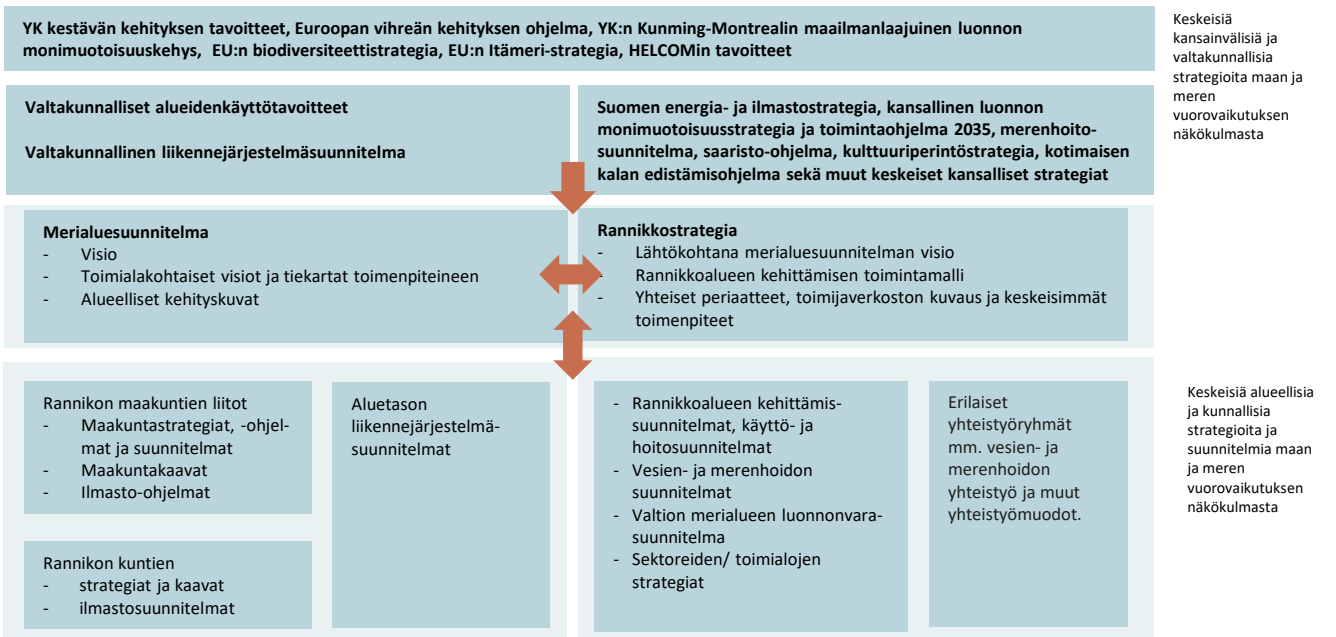 YK kestävän kehityksen tavoitteet, Euroopan vihreän kehityksen ohjelma, YK:n Kunming-Montrealin maailmanlaajuinen luonnon
monimuotoisuuskehys, EU:n biodiversiteettistrategia, EU:n Itämeri-strategia, HELCOMin tavoitteet
Keskeisiä
kansainvälisiä ja
valtakunnallisia
strategioita maan ja
meren
vuorovaikutuksen
näkökulmasta
Valtakunnalliset alueidenkäyttötavoitteet
Valtakunnallinen liikennejärjestelmäsuunnitelma
Suomen energia- ja ilmastostrategia, kansallinen luonnon
monimuotoisuusstrategia ja toimintaohjelma 2035, merenhoito-
suunnitelma, saaristo-ohjelma, kulttuuriperintöstrategia, kotimaisen
kalan edistämisohjelma sekä muut keskeiset kansalliset strategiat
Merialuesuunnitelma
- Visio
- Toimialakohtaiset visiot ja tiekartat toimenpiteineen
- Alueelliset kehityskuvat
Rannikkostrategia
- Lähtökohtana merialuesuunnitelman visio
- Rannikkoalueen kehittämisen toimintamalli
- Yhteiset periaatteet, toimijaverkoston kuvaus ja keskeisimmät
toimenpiteet
Rannikon maakuntien liitot
- Maakuntastrategiat, -ohjel-
mat ja suunnitelmat
- Maakuntakaavat
- Ilmasto-ohjelmat
Rannikon kuntien
- strategiat ja kaavat
- ilmastosuunnitelmat
Aluetason
liikennejärjestelmä-
suunnitelmat
- Rannikkoalueen kehittämis-
suunnitelmat, käyttö- ja
hoitosuunnitelmat
- Vesien- ja merenhoidon
suunnitelmat
- Valtion merialueen luonnonvara-
suunnitelma
- Sektoreiden/ toimialojen
strategiat
Erilaiset
yhteistyöryhmät
mm. vesien- ja
merenhoidon
yhteistyö ja muut
yhteistyömuodot.
Keskeisiä alueellisia
ja kunnallisia
strategioita ja
suunnitelmia maan
ja meren
vuorovaikutuksen
näkökulmasta